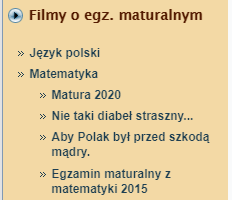 Filmy o egz. maturalnym
» Język polski
» Matematyka
» Matura 2020
» Nie taki diabeł straszny...
» Aby Polak był przed szkodą
mądry.
» Egzamin maturalny z
matematyki 2015